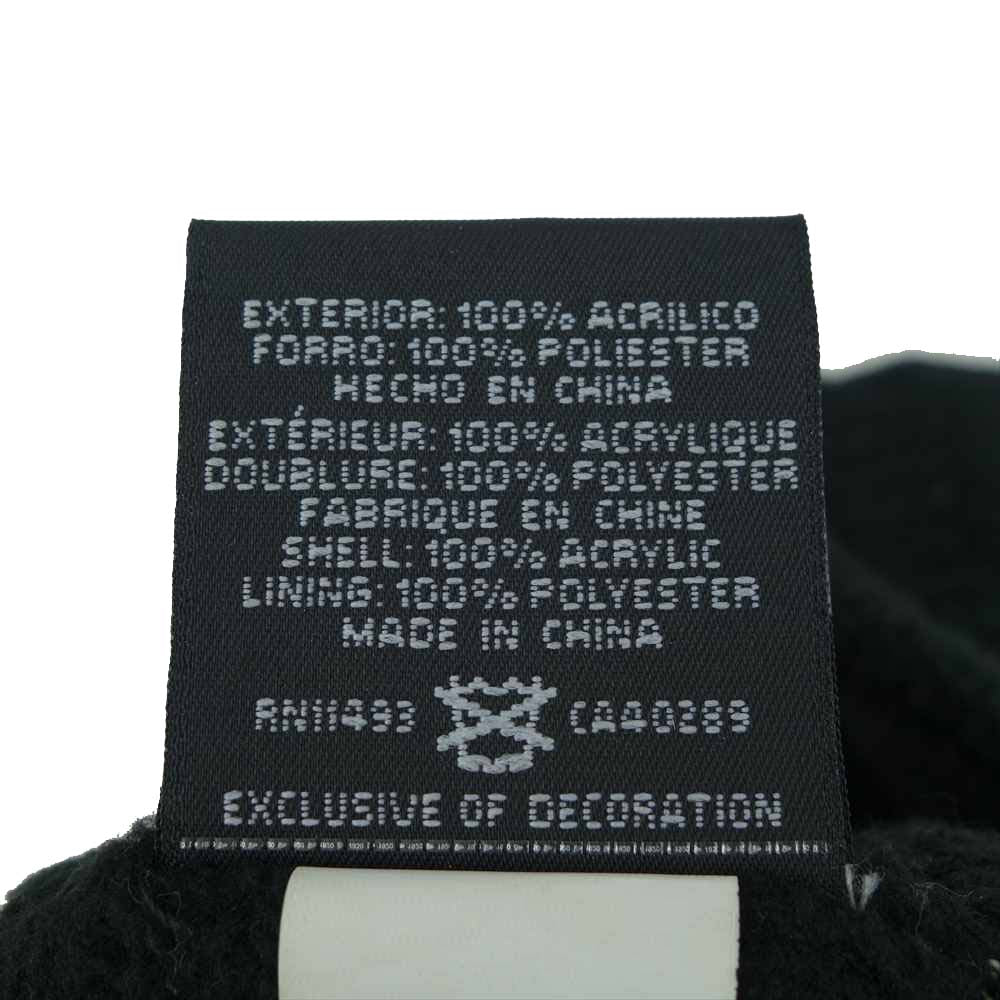 EXTERIOR: 100% ACRILICO
FORRO: 100% POLIESTER
HECHO EN CHINA
EXTÉRIEUR: 100% ACRYLIQUE
DOUBLURE: 100% POLYESTER
FABRIQUE EN CHINE
SHELL: 100% ACRYLIC
LINING: 100% POLYESTER
MADE IN CHINA
RN11493 CA40289
EXCLUSIVE OF DECORATION